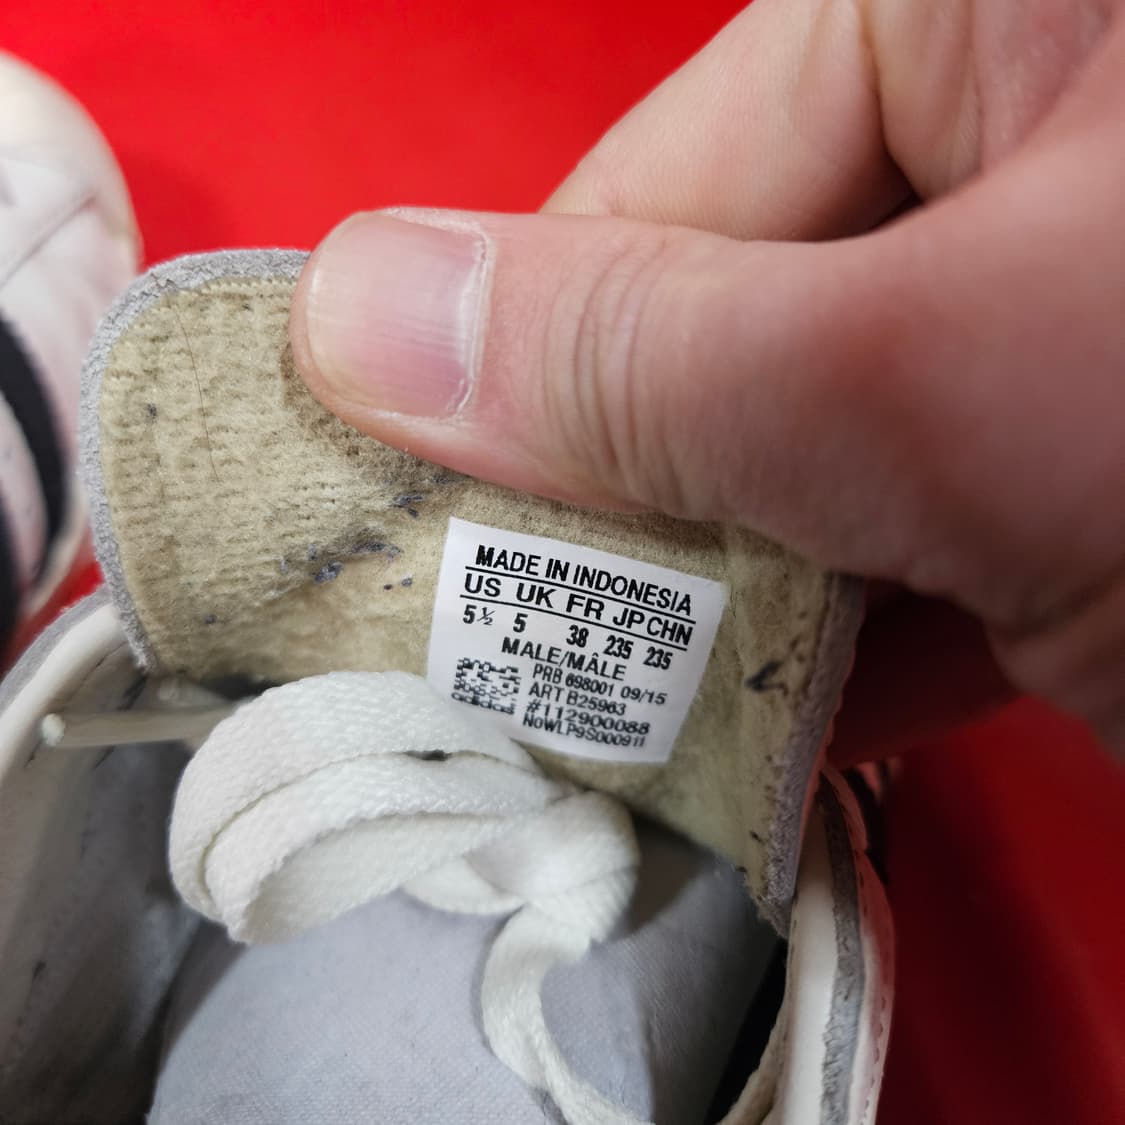 MADE IN INDONESIA
US UK FR JP CHN
5½ 5 38 235 235
MALE/MÂLE
PRB 698001 09/15
ART B25963
#112900088
NoWLP9S000911
adidas